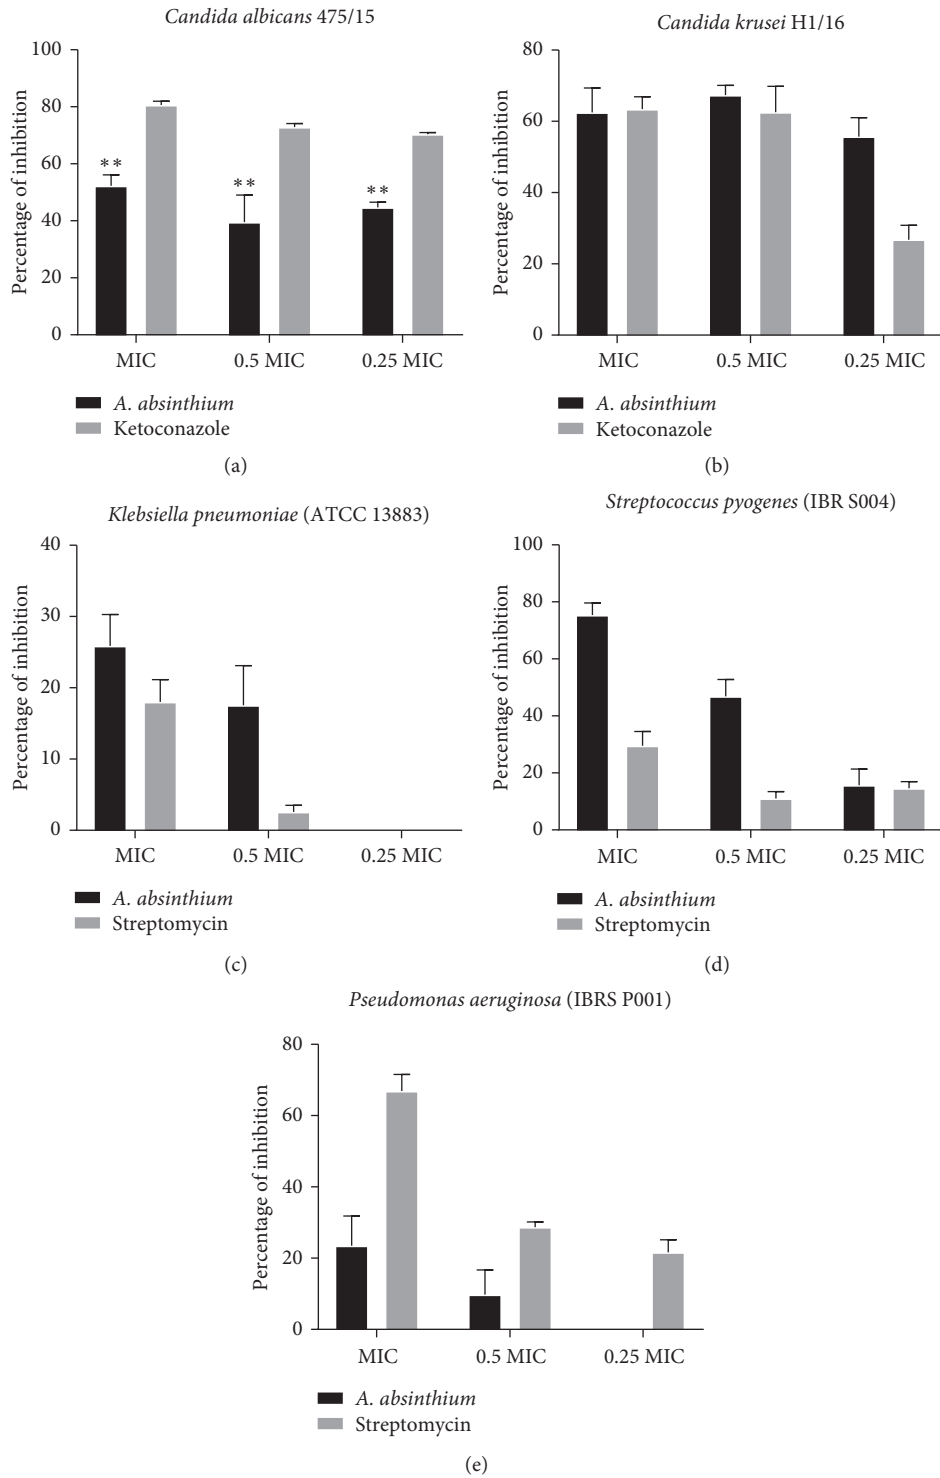 Candida albicans 475/15
100
80
60
40
20
0
Percentage of inhibition
**
**
**
MIC 0.5 MIC 0.25 MIC
A. absinthium
Ketoconazole
(a)
Candida krusei H1/16
80
60
40
20
0
Percentage of inhibition
MIC 0.5 MIC 0.25 MIC
A. absinthium
Ketoconazole
(b)
Klebsiella pneumoniae (ATCC 13883)
40
30
20
10
0
Percentage of inhibition
MIC 0.5 MIC 0.25 MIC
A. absinthium
Streptomycin
(c)
Streptococcus pyogenes (IBR S004)
100
80
60
40
20
0
Percentage of inhibition
MIC 0.5 MIC 0.25 MIC
A. absinthium
Streptomycin
(d)
Pseudomonas aeruginosa (IBRS P001)
80
60
40
20
0
Percentage of inhibition
MIC 0.5 MIC 0.25 MIC
A. absinthium
Streptomycin
(e)